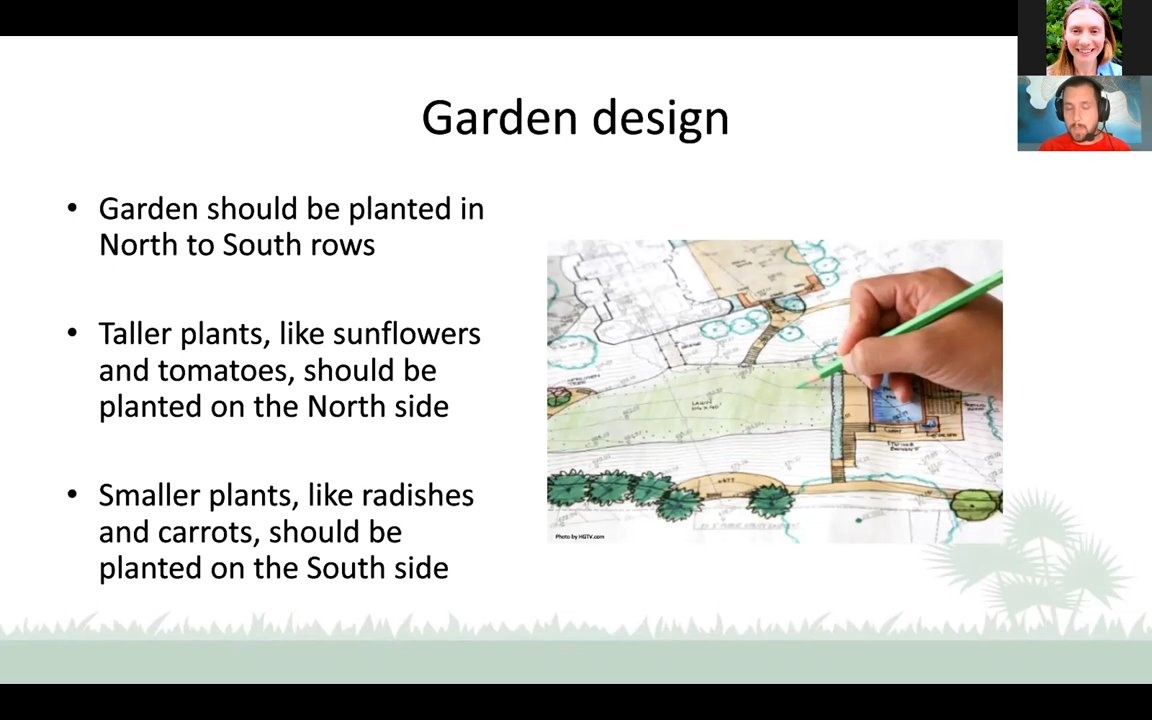 Garden design
• Garden should be planted in
North to South rows
• Taller plants, like sunflowers
and tomatoes, should be
planted on the North side
• Smaller plants, like radishes
and carrots, should be
planted on the South side
LAWN
Photo by HGTV.com